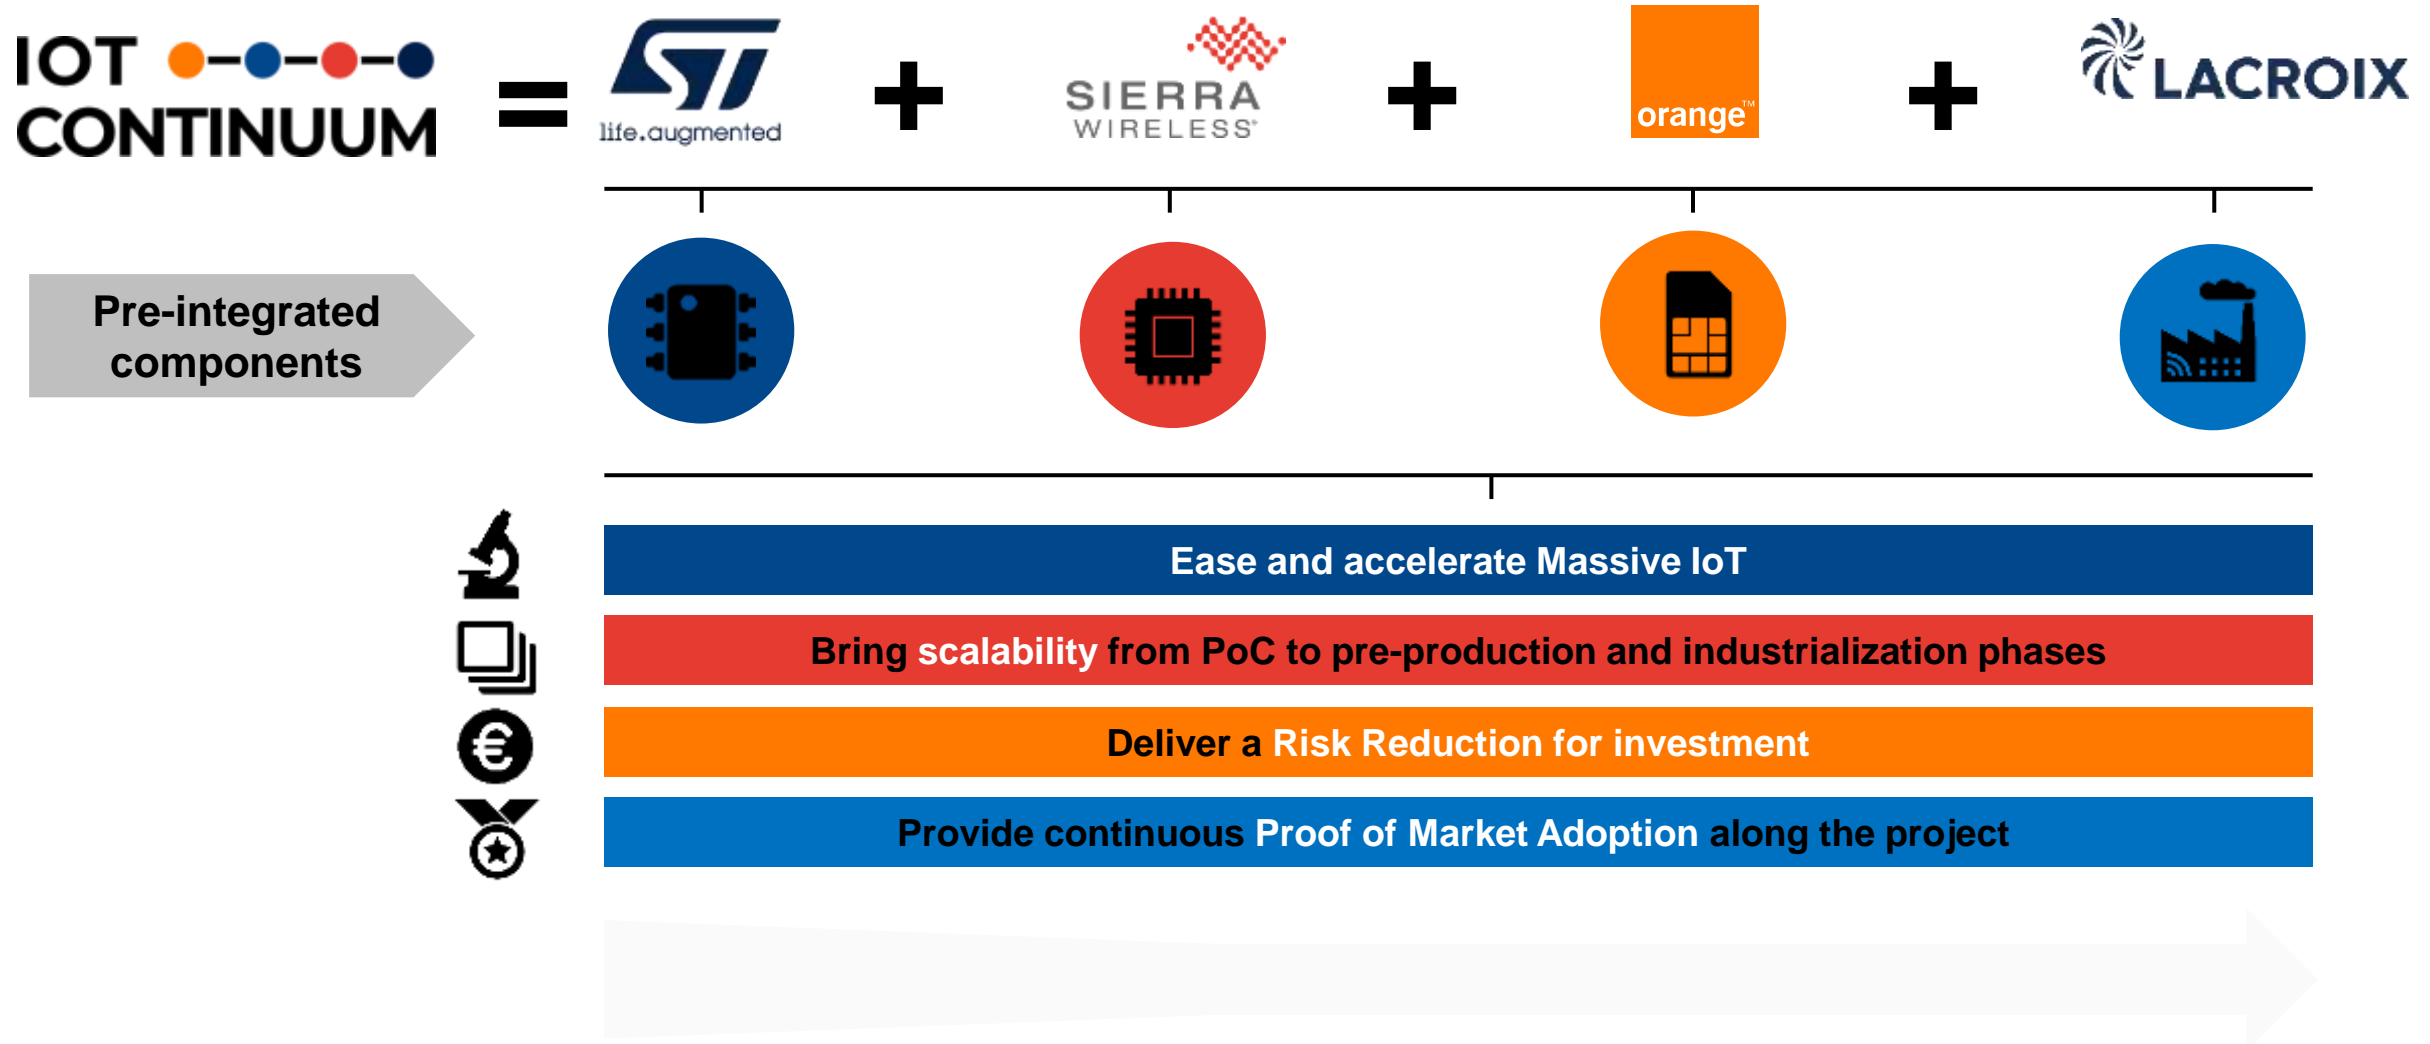 IOT
CONTINUUM
=
ST
life.augmented
+
SIERRA
WIRELESS®
+
orange™
+
LACROIX
Pre-integrated
components
Ease and accelerate Massive IoT
Bring scalability from PoC to pre-production and industrialization phases
€
Deliver a Risk Reduction for investment
Provide continuous Proof of Market Adoption along the project